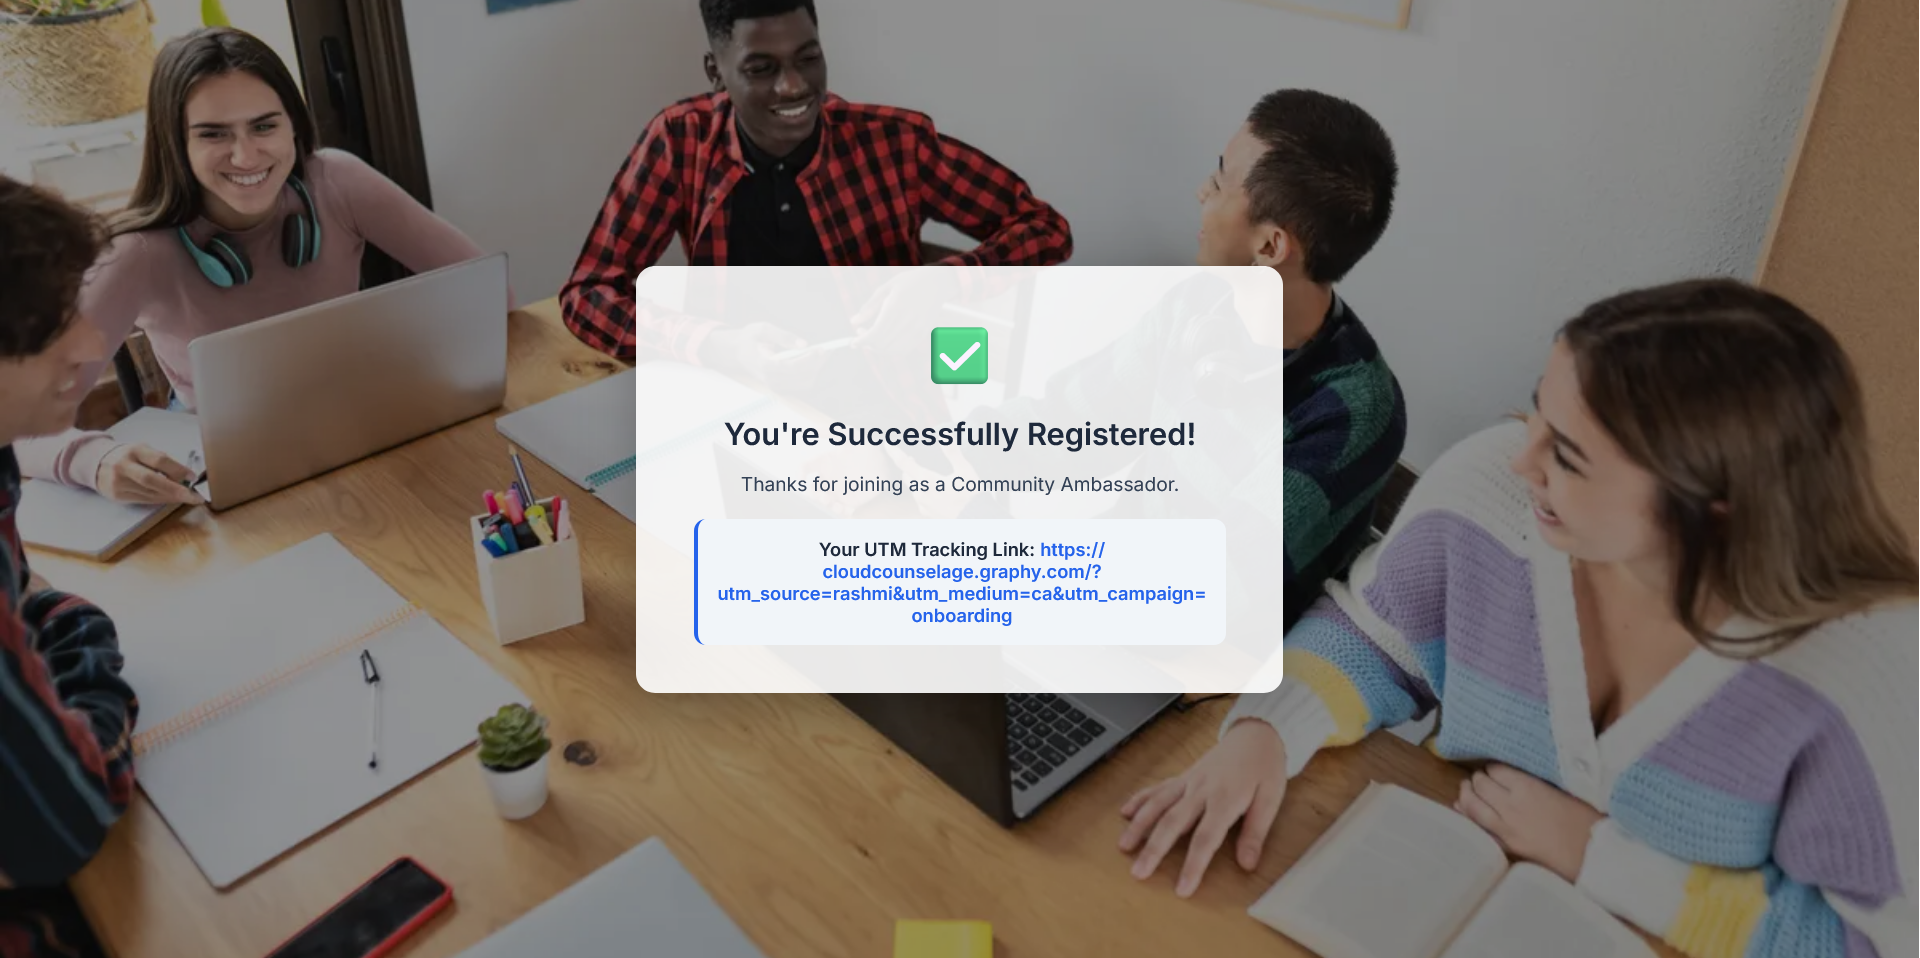 You're Successfully Registered!
Thanks for joining as a Community Ambassador.
Your UTM Tracking Link: https://
cloudcounselage.graphy.com/?
utm_source=rashmi&utm_medium=ca&utm_campaign=
onboarding